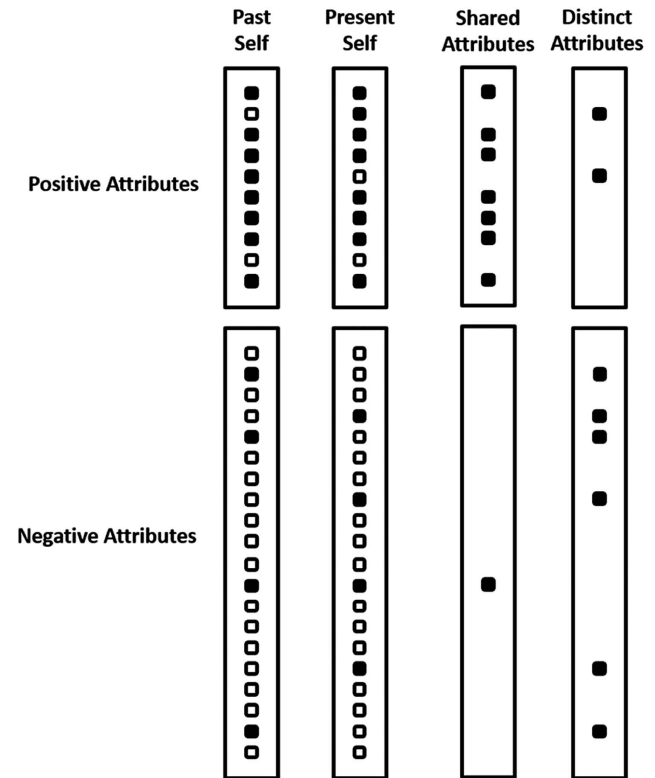 Past
Self
Present
Self
Shared
Attributes
Distinct
Attributes
Positive Attributes
Negative Attributes